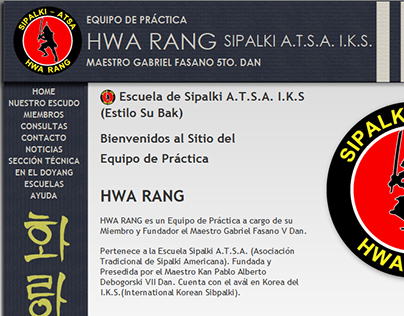 SIPALKI - ATSA
HWA RANG
EQUIPO DE PRÁCTICA
HWA RANG SIPALKI A.T.S.A. I.K.S.
MAESTRO GABRIEL FASANO 5TO. DAN
HOME
NUESTRO ESCUDO
MIEMBROS
CONSULTAS
CONTACTO
NOTICIAS
SECCIÓN TÉCNICA
EN EL DOYANG
ESCUELAS
AYUDA
화
Escuela de Sipalki A.T.S.A. I.K.S
(Estilo Su Bak)
Bienvenidos al Sitio del
Equipo de Práctica
HWA RANG
HWA RANG es un Equipo de Práctica a cargo de su
Miembro y Fundador el Maestro Gabriel Fasano V Dan.
Pertenece a la Escuela Sipalki A.T.S.A. (Asociación
Tradicional de Sipalki Americana). Fundada y
Presedida por el Maestro Kan Pablo Alberto
Debogorski VII Dan. Cuenta con el avál en Korea del
I.K.S.(International Korean Sibpalki).
SIPALKI
HWA